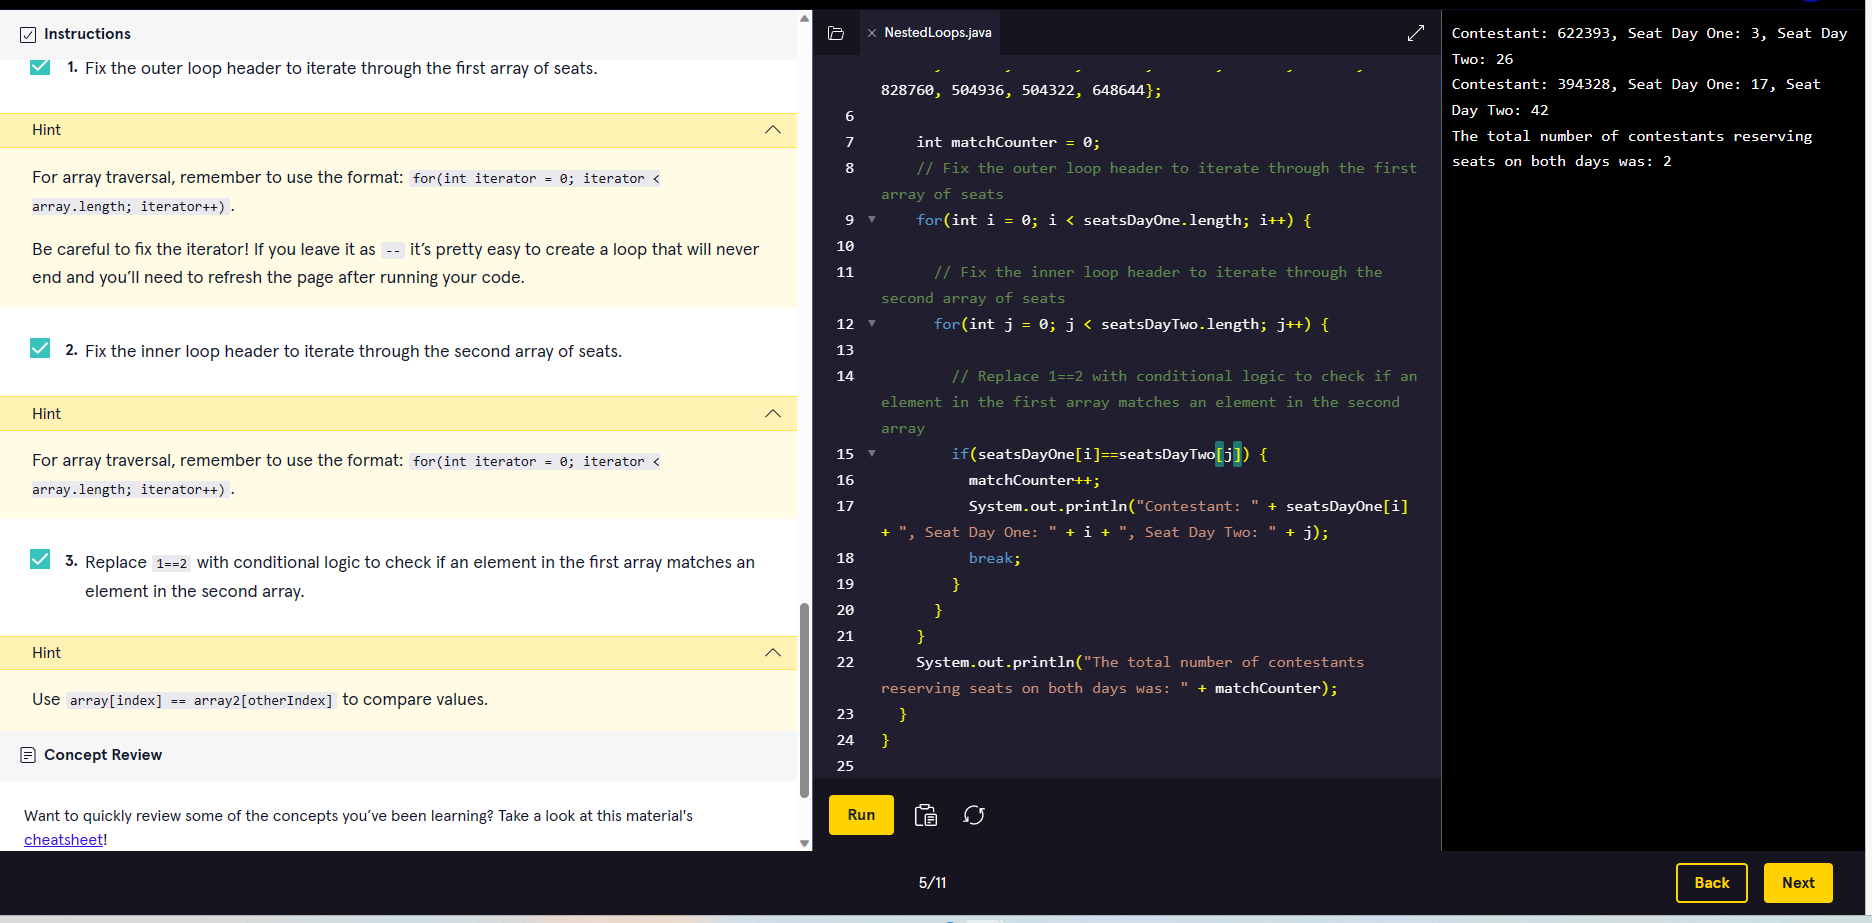 Instructions
1. Fix the outer loop header to iterate through the first array of seats.
Hint
For array traversal, remember to use the format: for(int iterator = 0; iterator <
array.length; iterator++).
Be careful to fix the iterator! If you leave it as -- it's pretty easy to create a loop that will never
end and you'll need to refresh the page after running your code.
2. Fix the inner loop header to iterate through the second array of seats.
Hint
For array traversal, remember to use the format: for(int iterator = 0; iterator <
array.length; iterator++).
3. Replace 1==2 with conditional logic to check if an element in the first array matches an
element in the second array.
Hint
Use array[index] == array2[otherIndex] to compare values.
Concept Review
Want to quickly review some of the concepts you've been learning? Take a look at this material's
cheatsheet!
NestedLoops.java
828760, 504936, 504322, 648644};
6
7 int matchCounter = 0;
8 // Fix the outer loop header to iterate through the first
array of seats
9 for(int i = 0; i < seatsDayOne.length; i++) {
10
11 // Fix the inner loop header to iterate through the
second array of seats
12 for(int j = 0; j < seatsDayTwo.length; j++) {
13
14 // Replace 1==2 with conditional logic to check if an
element in the first array matches an element in the second
array
15 if(seatsDayOne[i]==seatsDayTwo[j]) {
16 matchCounter++;
17 System.out.println("Contestant: " + seatsDayOne[i]
+ ", Seat Day One: " + i + ", Seat Day Two: " + j);
18 break;
19 }
20 }
21 }
22 System.out.println("The total number of contestants
reserving seats on both days was: " + matchCounter);
23 }
24 }
25
Run
Contestant: 622393, Seat Day One: 3, Seat Day
Two: 26
Contestant: 394328, Seat Day One: 17, Seat
Day Two: 42
The total number of contestants reserving
seats on both days was: 2
5/11
Back
Next